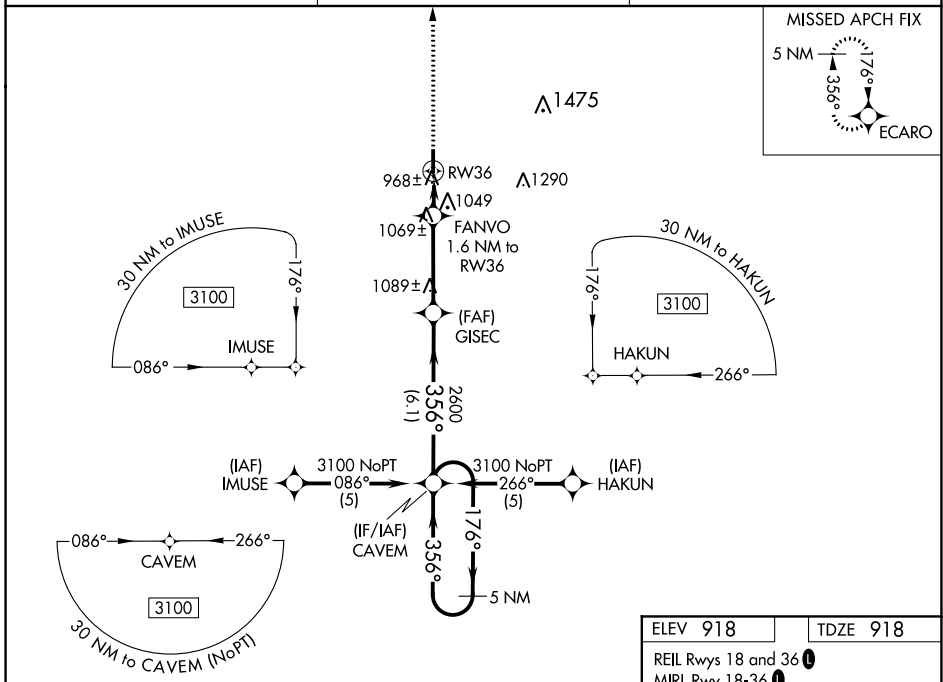 MISSED APCH FIX
5 NM
176°
356°
ECARO
1475
968± RW36
1290
1049
1069± FANVO
1.6 NM to
RW36
1089±
(FAF)
GISEC
30 NM to IMUSE
176°
3100
IMUSE
086°
30 NM to HAKUN
176°
3100
HAKUN
266°
2600
356°
(6.1)
(IAF)
IMUSE
3100 NoPT
086°
(5)
3100 NoPT
266°
(5)
(IAF)
HAKUN
(IF/IAF)
CAVEM
176°
356°
5 NM
086° 266°
CAVEM
3100
30 NM to CAVEM (NoPT)
ELEV 918 TDZE 918
REIL Rwys 18 and 36 L
MIRL Rwy 18-36 L